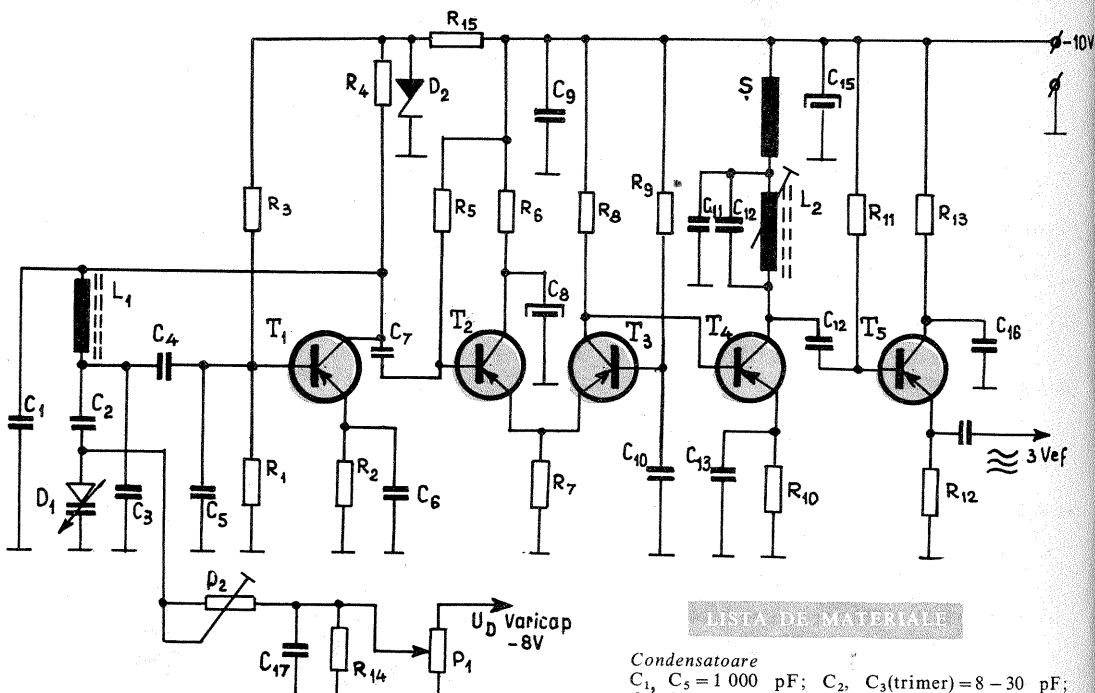 R15
-10V
R4
D2
C9
Ş
C15
R3
R5
R6
R8
R9
C11
C12
L2
R11
R13
L1
C4
T1
C7
T2
C8
T3
T4
C12
T5
C16
C1
C2
D1
C3
C5
R1
R2
C6
R7
C10
C13
R10
R12
≈ 3 Vef
P2
C17
R14
P1
UD Varicap
-8V
LISTA DE MATERIALE
Condensatoare
C1, C5 = 1 000 pF; C2, C3(trimer) = 8 – 30 pF;